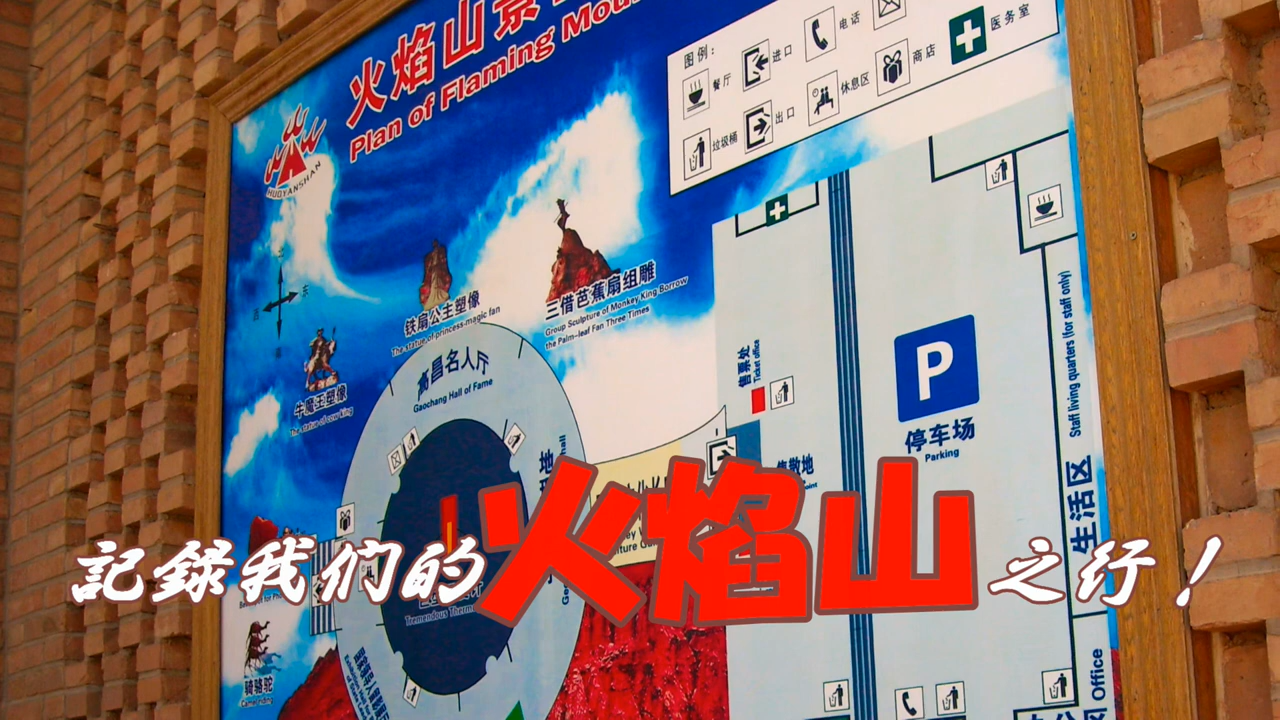 火焰山景
Plan of Flaming Mou
HUOYANSHAN
图例：
餐厅
进口
电话
医务室
垃圾桶
出口
休息区
商店
东
西
铁扇公主塑像
The statue of princess-magic fan
三借芭蕉扇组雕
Group Sculpture of Monkey King Borrow
the Palm-leaf Fan Three Times
牛魔王塑像
The statue of cow king
高昌名人厅
Gaochang Hall of Fame
售票处
Ticket office
P
停车场
Parking
Staff living quarters (for staff only)
生活区
Tremendous Therm
骑骆驼
Camel riding
Office
記録我们的火焰山之行！